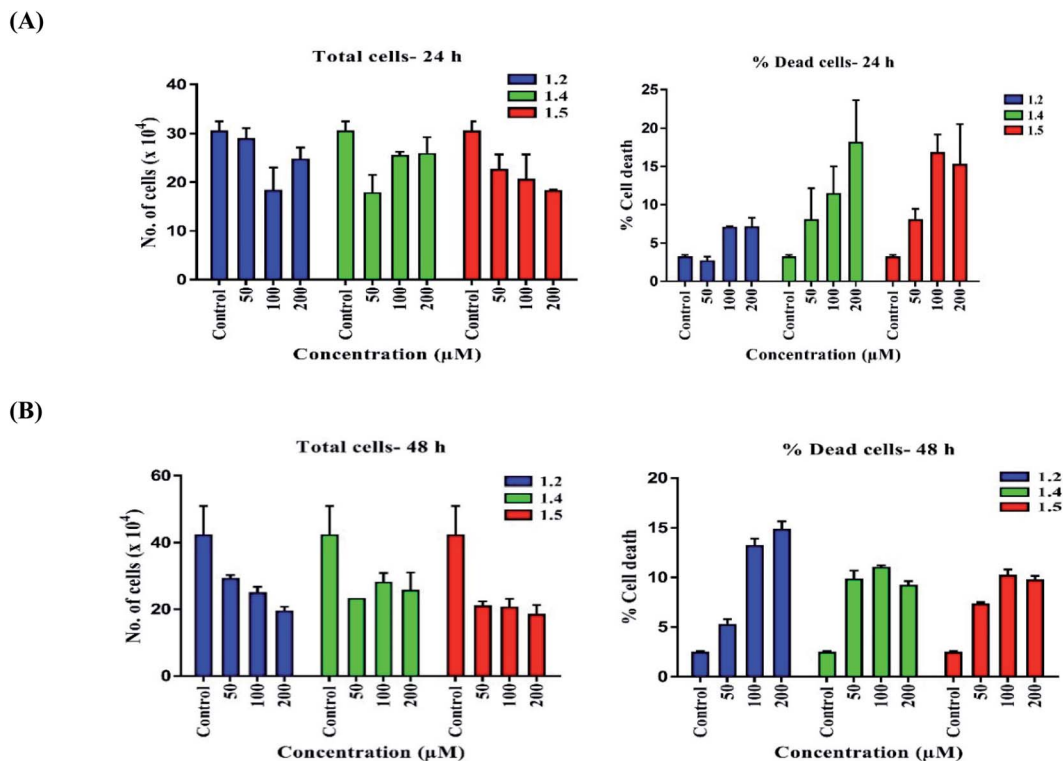 (A)
Total cells- 24 h
1.2
1.4
1.5
No. of cells (x 10⁴)
40
30
20
10
0
Control 50 100 200 Control 50 100 200 Control 50 100 200
Concentration (µM)
% Dead cells- 24 h
1.2
1.4
1.5
% Cell death
25
20
15
10
5
0
Control 50 100 200 Control 50 100 200 Control 50 100 200
Concentration (µM)
(B)
Total cells- 48 h
1.2
1.4
1.5
No. of cells (x 10⁴)
60
40
20
0
Control 50 100 200 Control 50 100 200 Control 50 100 200
Concentration (µM)
% Dead cells- 48 h
1.2
1.4
1.5
% Cell death
20
15
10
5
0
Control 50 100 200 Control 50 100 200 Control 50 100 200
Concentration (µM)